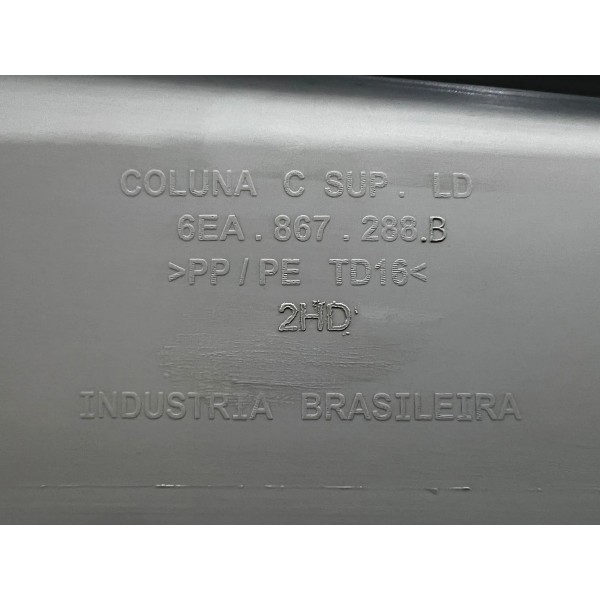 COLUNA C SUP. LD
6EA.867.288.B
>PP/PE TD16<
2HD
INDUSTRIA BRASILEIRA